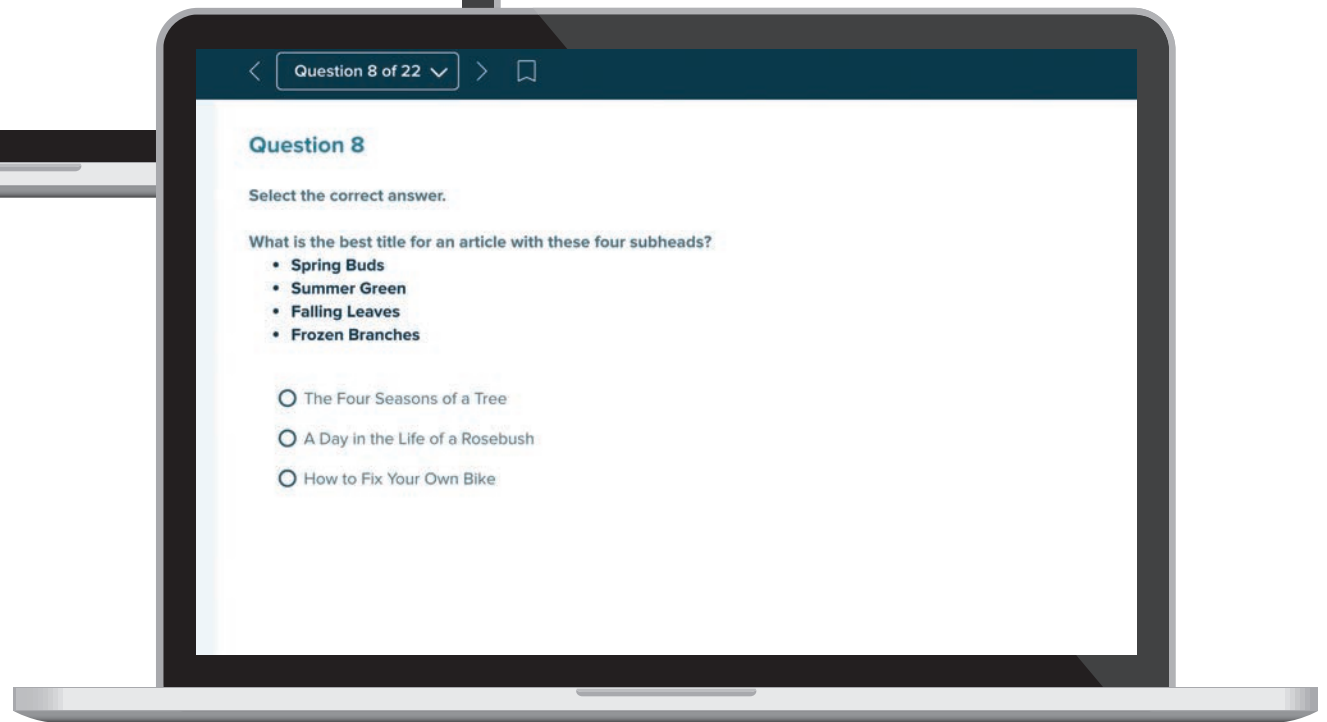 Question 8 of 22
Question 8
Select the correct answer.
What is the best title for an article with these four subheads?
• Spring Buds
• Summer Green
• Falling Leaves
• Frozen Branches
The Four Seasons of a Tree
A Day in the Life of a Rosebush
How to Fix Your Own Bike